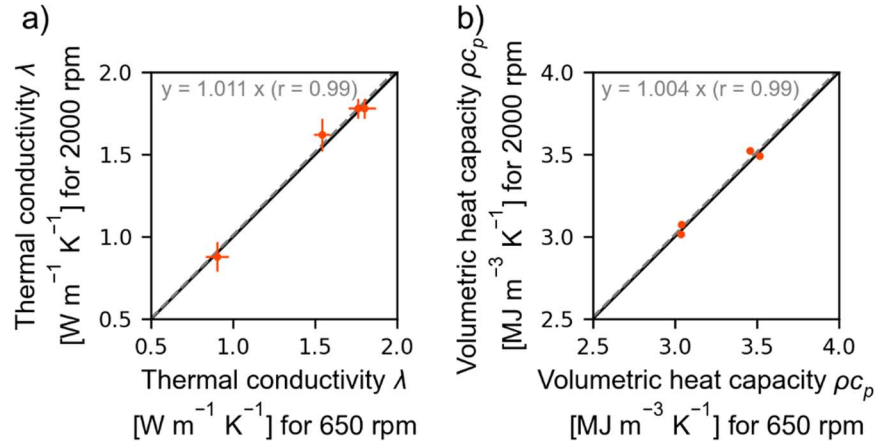 a)
Thermal conductivity λ
[W m⁻¹ K⁻¹] for 2000 rpm
2.0
1.5
1.0
0.5
y = 1.011 x (r = 0.99)
0.5 1.0 1.5 2.0
Thermal conductivity λ
[W m⁻¹ K⁻¹] for 650 rpm
b)
Volumetric heat capacity ρcₚ
[MJ m⁻³ K⁻¹] for 2000 rpm
4.0
3.5
3.0
2.5
y = 1.004 x (r = 0.99)
2.5 3.0 3.5 4.0
Volumetric heat capacity ρcₚ
[MJ m⁻³ K⁻¹] for 650 rpm